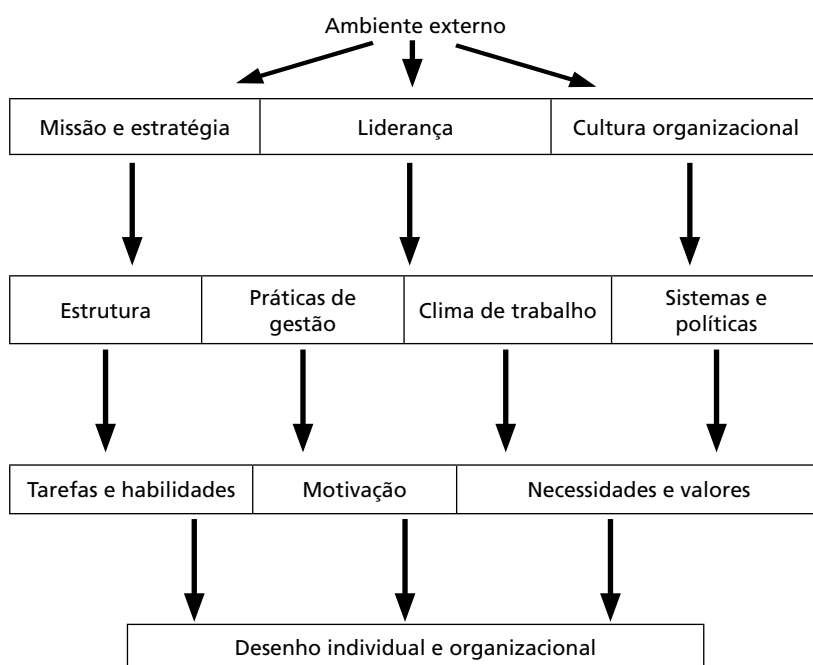 Ambiente externo
Missão e estratégia
Liderança
Cultura organizacional
Estrutura
Práticas de
gestão
Clima de trabalho
Sistemas e
políticas
Tarefas e habilidades
Motivação
Necessidades e valores
Desenho individual e organizacional